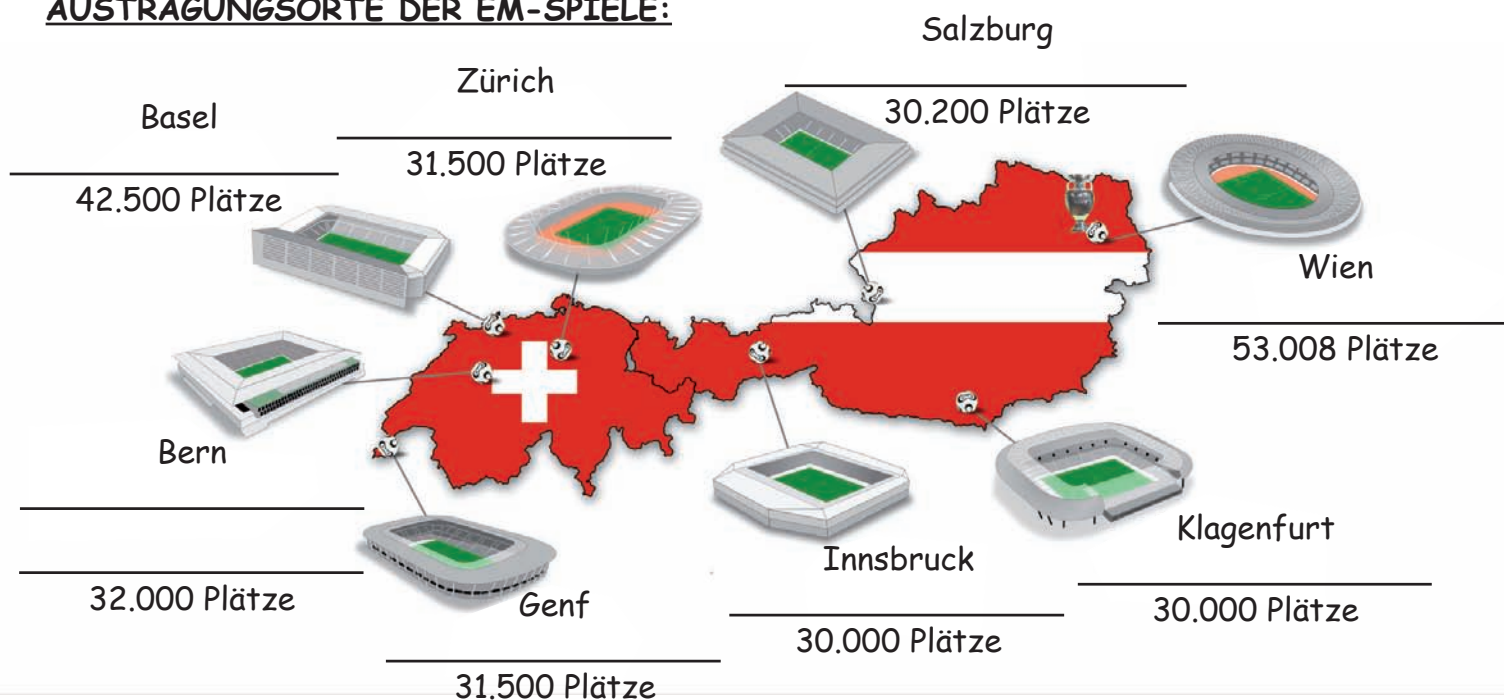 AUSTRAGUNGSORTE DER EM-SPIELE:
Salzburg
30.200 Plätze
Zürich
31.500 Plätze
Basel
42.500 Plätze
Wien
53.008 Plätze
Bern
32.000 Plätze
Genf
31.500 Plätze
Innsbruck
30.000 Plätze
Klagenfurt
30.000 Plätze